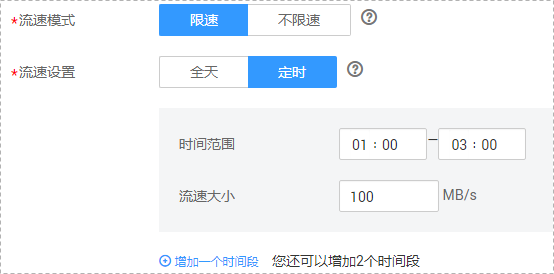 *流速模式 限速 不限速 ?
*流速设置 全天 定时 ?
时间范围 01：00 — 03：00
流速大小 100 MB/s
增加一个时间段 您还可以增加2个时间段